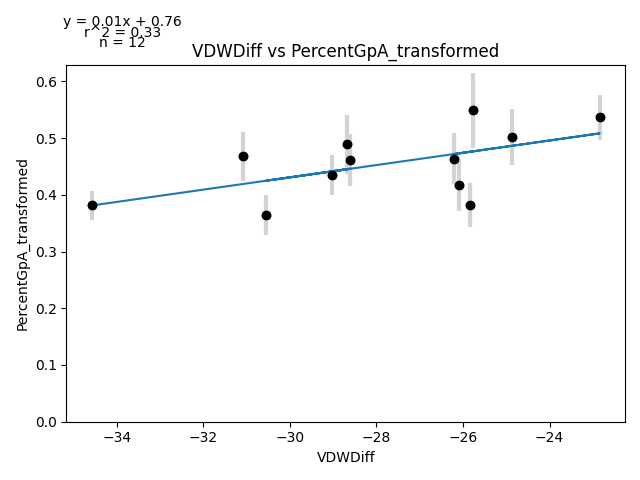 y = 0.01x + 0.76
r^2 = 0.33
n = 12
VDWDiff vs PercentGpA_transformed
PercentGpA_transformed
0.6
0.5
0.4
0.3
0.2
0.1
0.0
−34
−32
−30
−28
−26
−24
VDWDiff